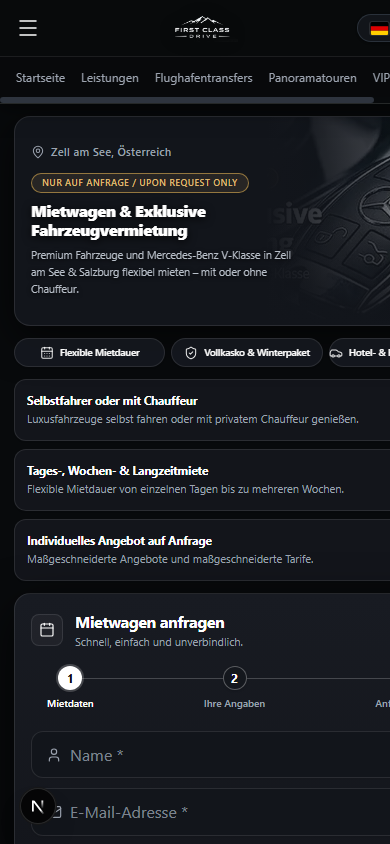 FIRST CLASS
DRIVE
Startseite Leistungen Flughafentransfers Panoramatouren VIP
Zell am See, Österreich
NUR AUF ANFRAGE / UPON REQUEST ONLY
Mietwagen & Exklusive
Fahrzeugvermietung
Premium Fahrzeuge und Mercedes-Benz V-Klasse in Zell
am See & Salzburg flexibel mieten – mit oder ohne
Chauffeur.
Flexible Mietdauer Vollkasko & Winterpaket Hotel- &
Selbstfahrer oder mit Chauffeur
Luxusfahrzeuge selbst fahren oder mit privatem Chauffeur genießen.
Tages-, Wochen- & Langzeitmiete
Flexible Mietdauer von einzelnen Tagen bis zu mehreren Wochen.
Individuelles Angebot auf Anfrage
Maßgeschneiderte Angebote und maßgeschneiderte Tarife.
Mietwagen anfragen
Schnell, einfach und unverbindlich.
1 2
Mietdaten Ihre Angaben
Name *
N E-Mail-Adresse *